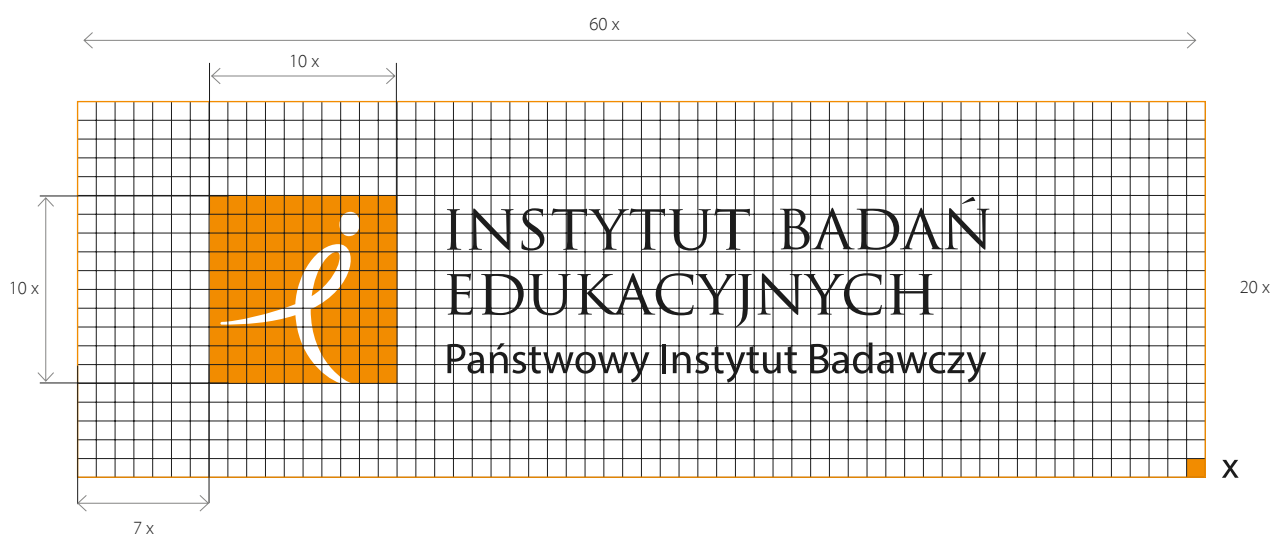 60 x
10 x
INSTYTUT BADAŃ
EDUKACYJNYCH
Państwowy Instytut Badawczy
10 x
20 x
X
7 x